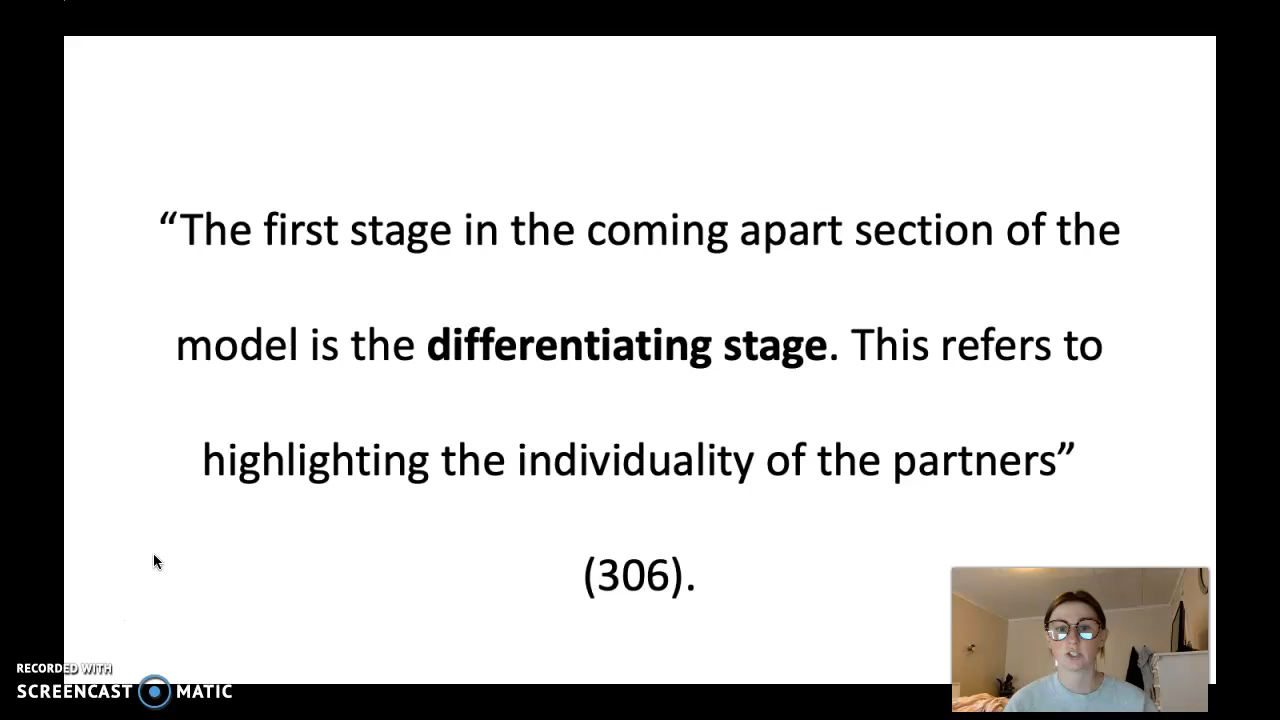 “The first stage in the coming apart section of the
model is the differentiating stage. This refers to
highlighting the individuality of the partners”
(306).
RECORDED WITH
SCREENCAST MATIC